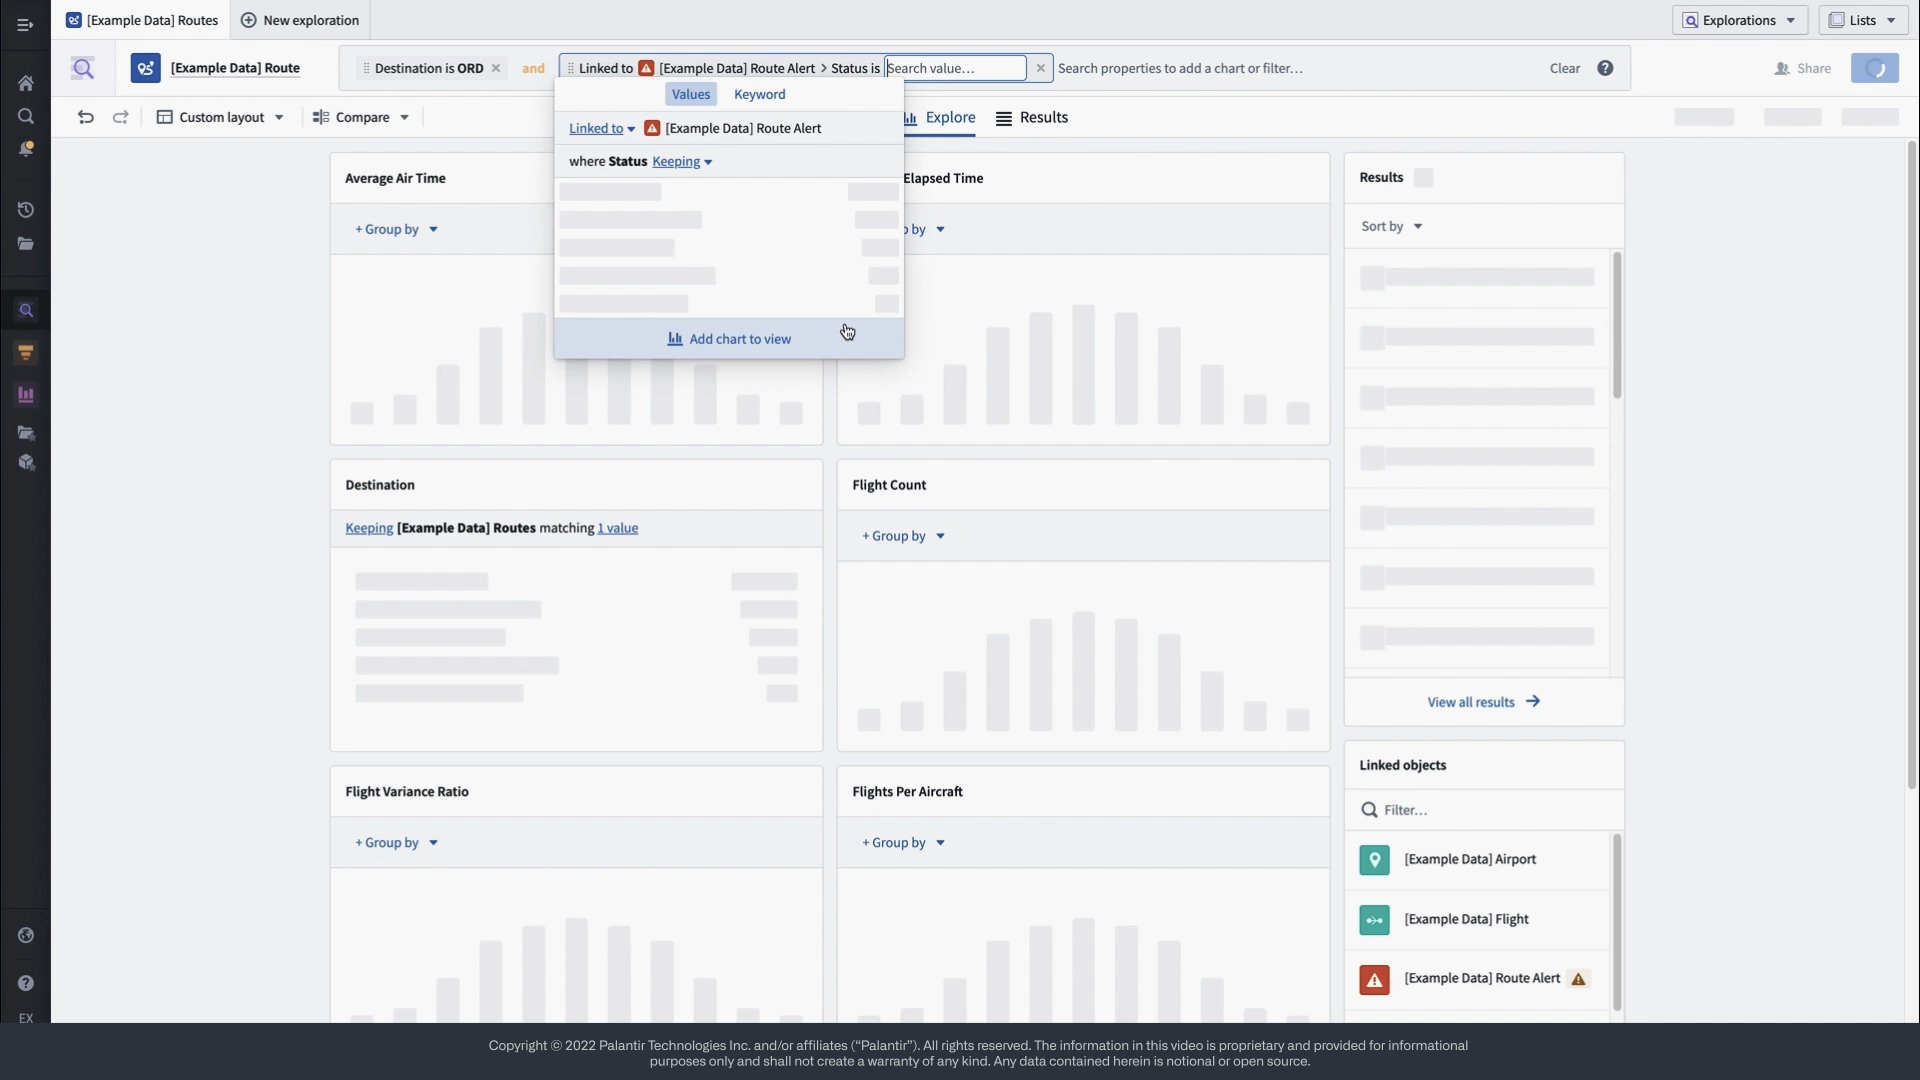 [Example Data] Routes
New exploration
Explorations
Lists
[Example Data] Route
Destination is ORD
and
Linked to [Example Data] Route Alert > Status is Search value...
Search properties to add a chart or filter...
Clear
Share
Custom layout
Compare
Explore
Results
Values
Keyword
Linked to [Example Data] Route Alert
where Status Keeping
Add chart to view
Average Air Time
+ Group by
Elapsed Time
by
Results
Sort by
Destination
Keeping [Example Data] Routes matching 1 value
Flight Count
+ Group by
View all results
Flight Variance Ratio
+ Group by
Flights Per Aircraft
+ Group by
Linked objects
Filter...
[Example Data] Airport
[Example Data] Flight
[Example Data] Route Alert
EX
Copyright © 2022 Palantir Technologies Inc. and/or affiliates (“Palantir”). All rights reserved. The information in this video is proprietary and provided for informational
purposes only and shall not create a warranty of any kind. Any data contained herein is notional or open source.